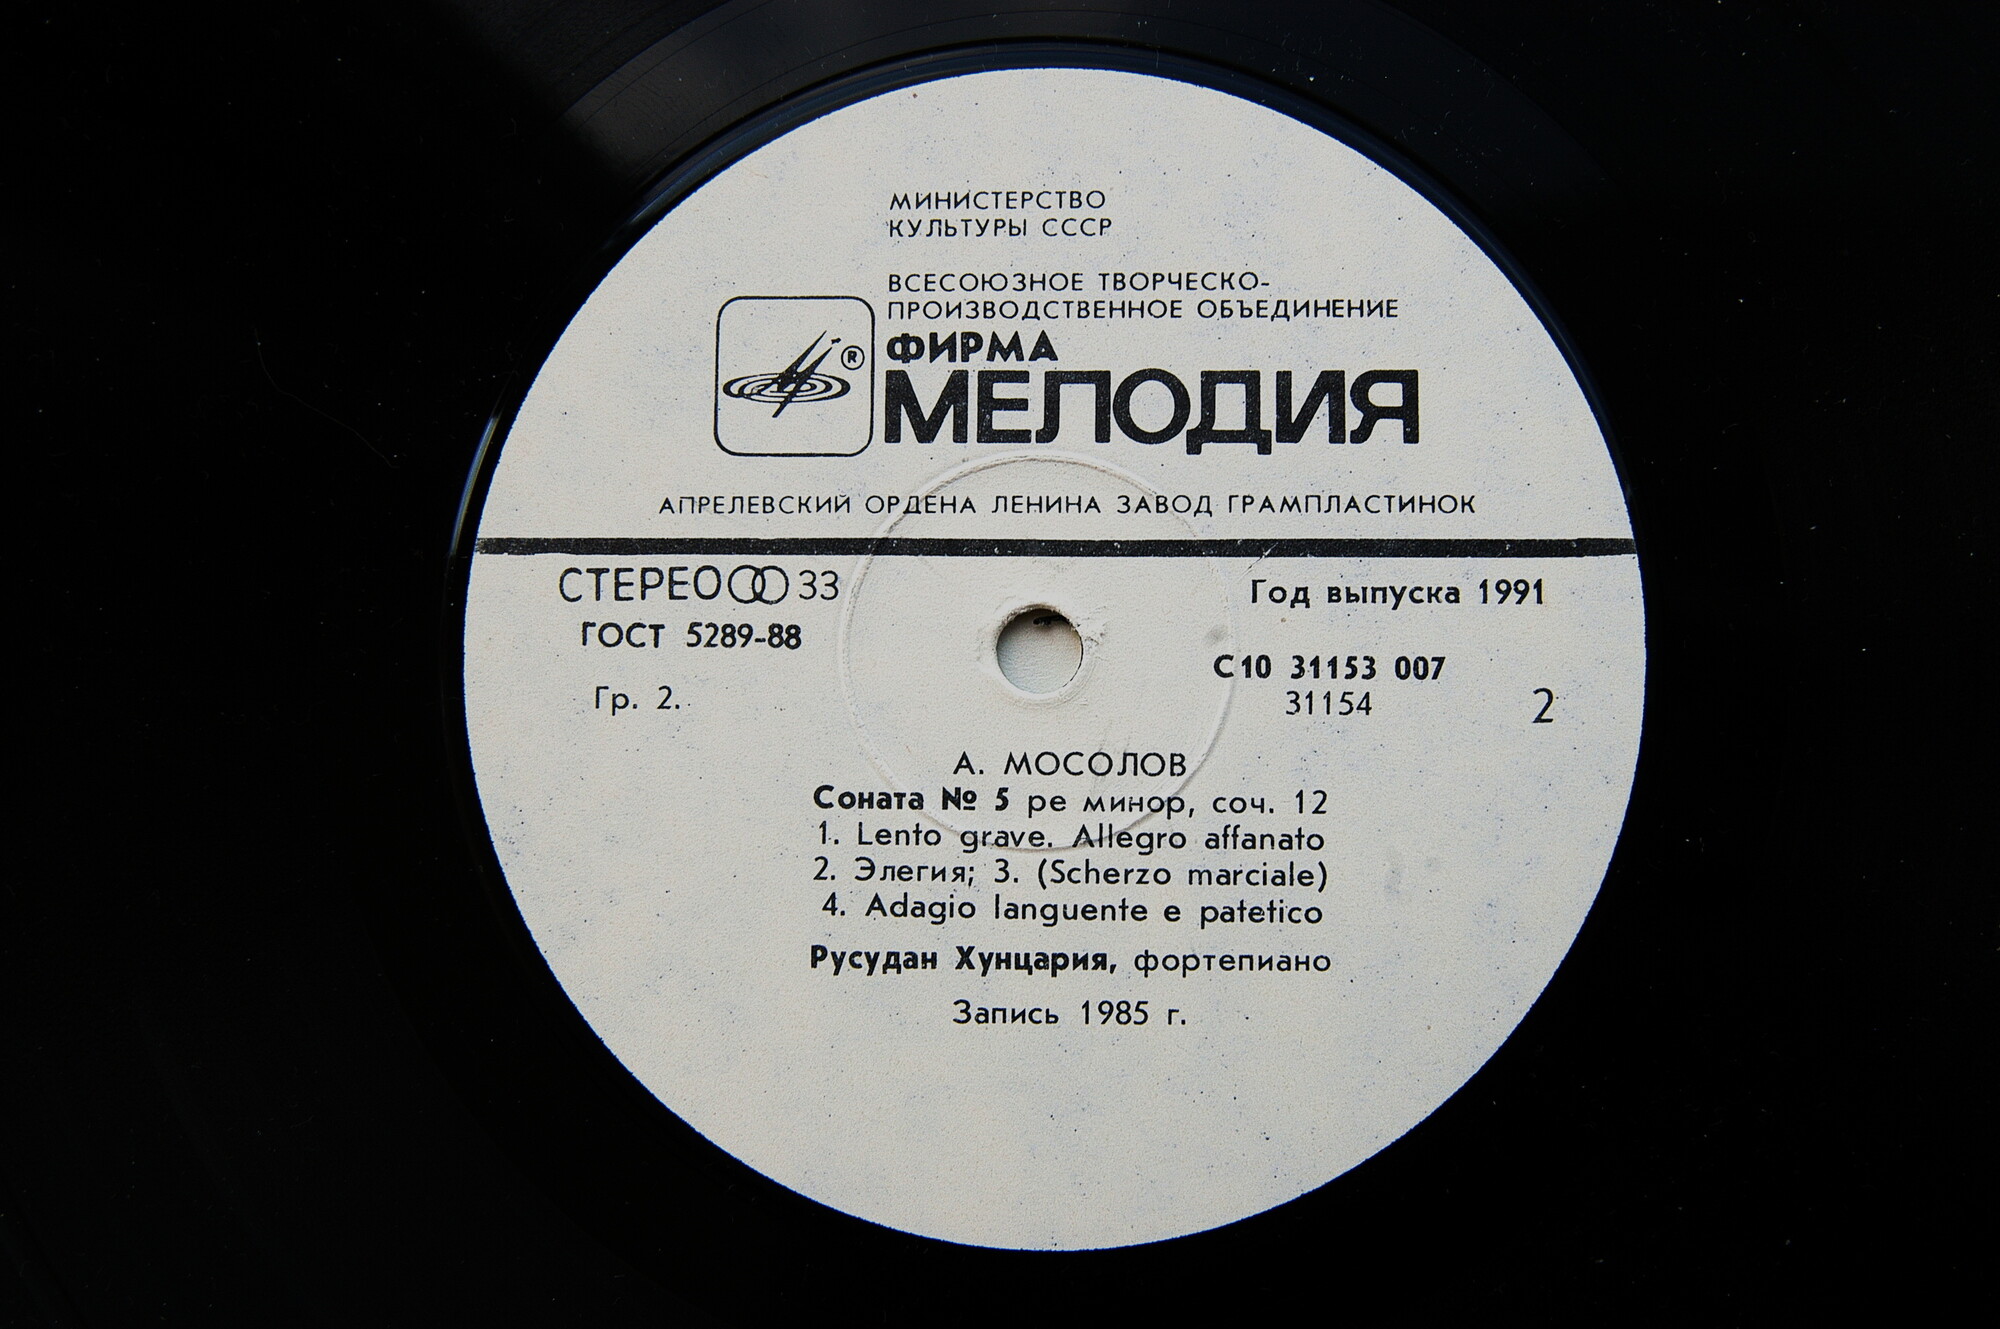 МИНИСТЕРСТВО
КУЛЬТУРЫ СССР
ВСЕСОЮЗНОЕ ТВОРЧЕСКО-
ПРОИЗВОДСТВЕННОЕ ОБЪЕДИНЕНИЕ
ФИРМА
®
МЕЛОДИЯ
АПРЕЛЕВСКИЙ ОРДЕНА ЛЕНИНА ЗАВОД ГРАМПЛАСТИНОК
СТЕРЕО 33
Год выпуска 1991
ГОСТ 5289-88
С10 31153 007
Гр. 2.
31154
2
А. МОСОЛОВ
Соната № 5 ре минор, соч. 12
1. Lento grave. Allegro affanato
2. Элегия; 3. (Scherzo marciale)
4. Adagio languente e patetico
Русудан Хунцария, фортепиано
Запись 1985 г.